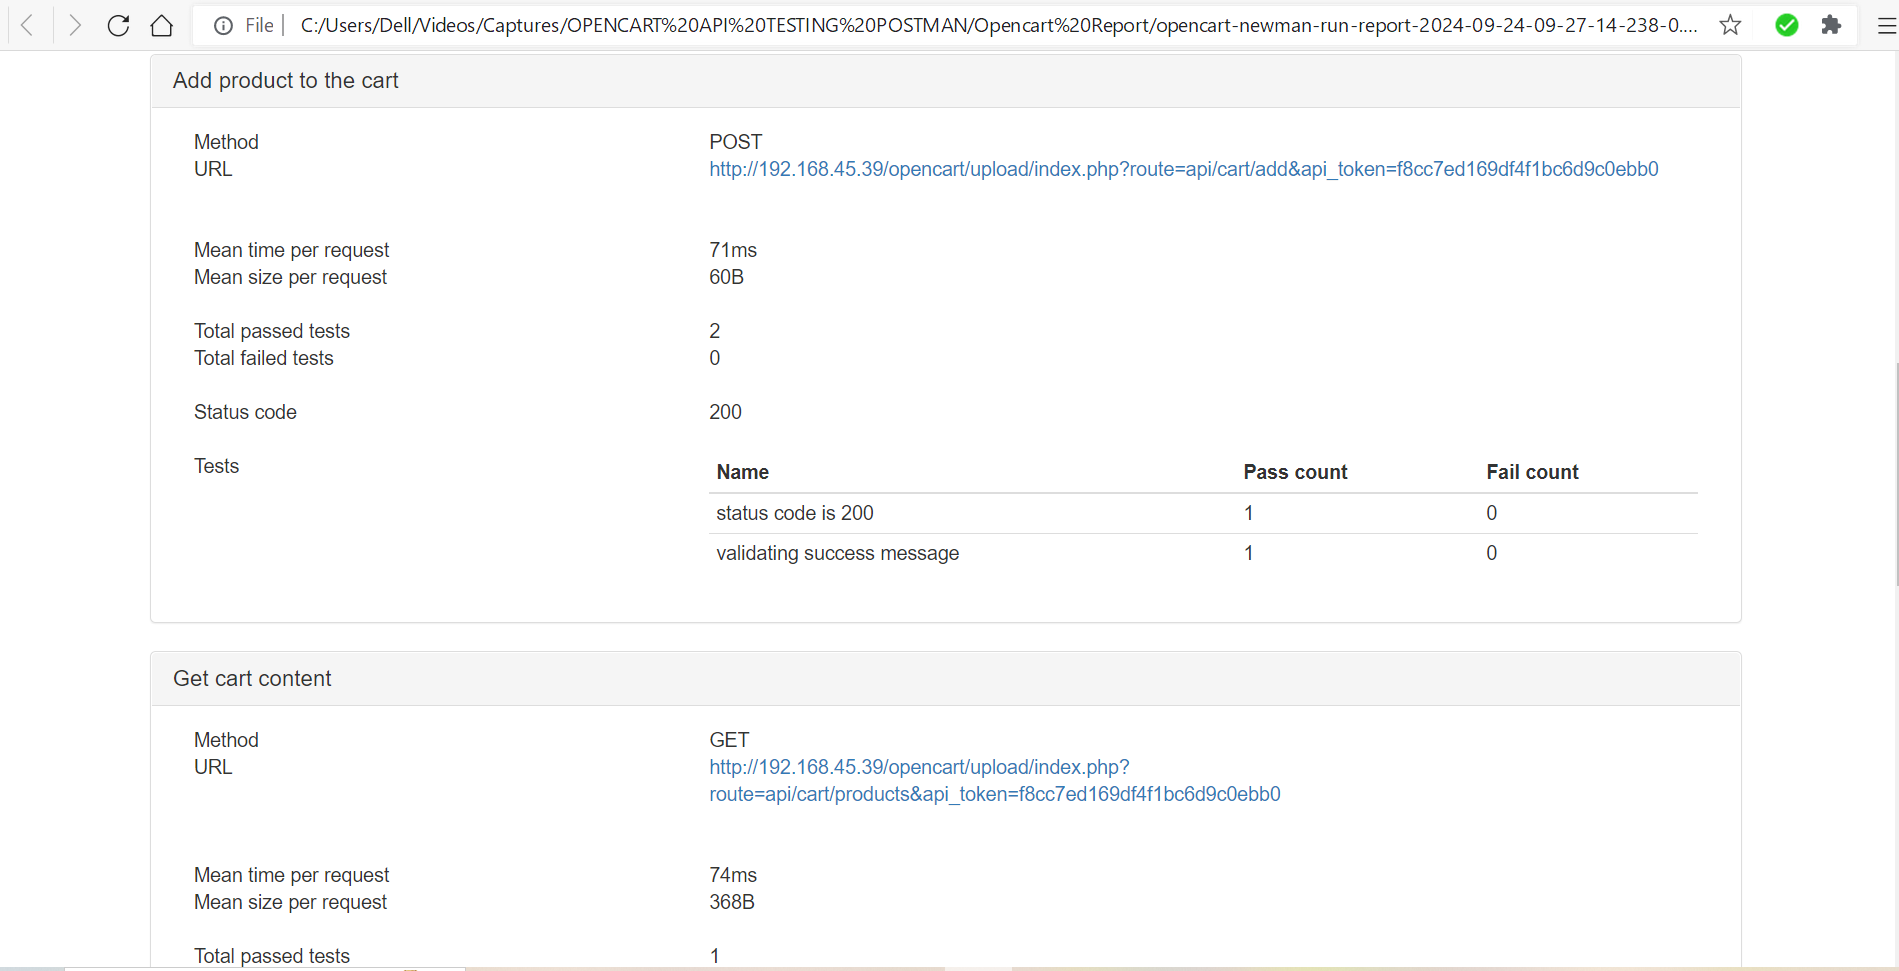 File | C:/Users/Dell/Videos/Captures/OPENCART%20API%20TESTING%20POSTMAN/Opencart%20Report/opencart-newman-run-report-2024-09-24-09-27-14-238-0....
Add product to the cart
Method POST
URL http://192.168.45.39/opencart/upload/index.php?route=api/cart/add&api_token=f8cc7ed169df4f1bc6d9c0ebb0
Mean time per request 71ms
Mean size per request 60B
Total passed tests 2
Total failed tests 0
Status code 200
Tests Name Pass count Fail count
status code is 200 1 0
validating success message 1 0
Get cart content
Method GET
URL http://192.168.45.39/opencart/upload/index.php?
route=api/cart/products&api_token=f8cc7ed169df4f1bc6d9c0ebb0
Mean time per request 74ms
Mean size per request 368B
Total passed tests 1